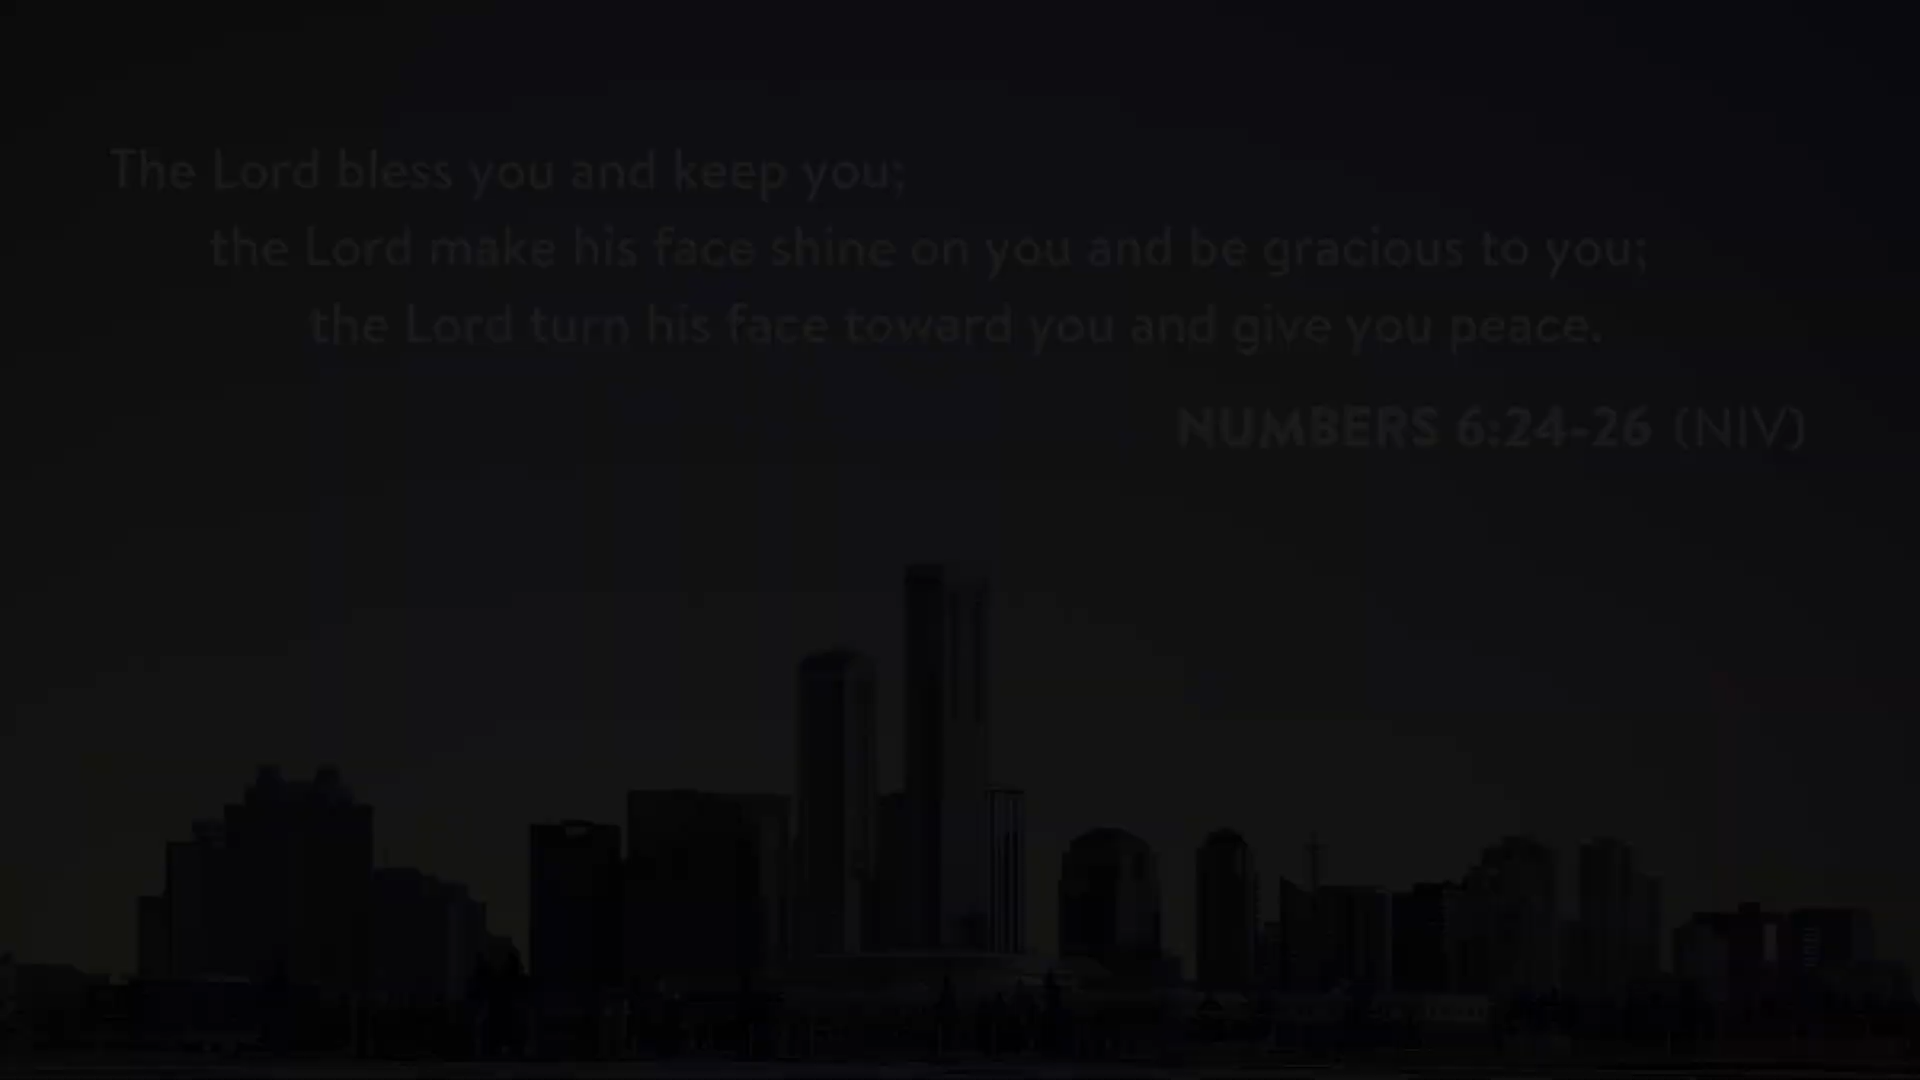 The Lord bless you and keep you;
the Lord make his face shine on you and be gracious to you;
the Lord turn his face toward you and give you peace.
NUMBERS 6:24-26 (NIV)